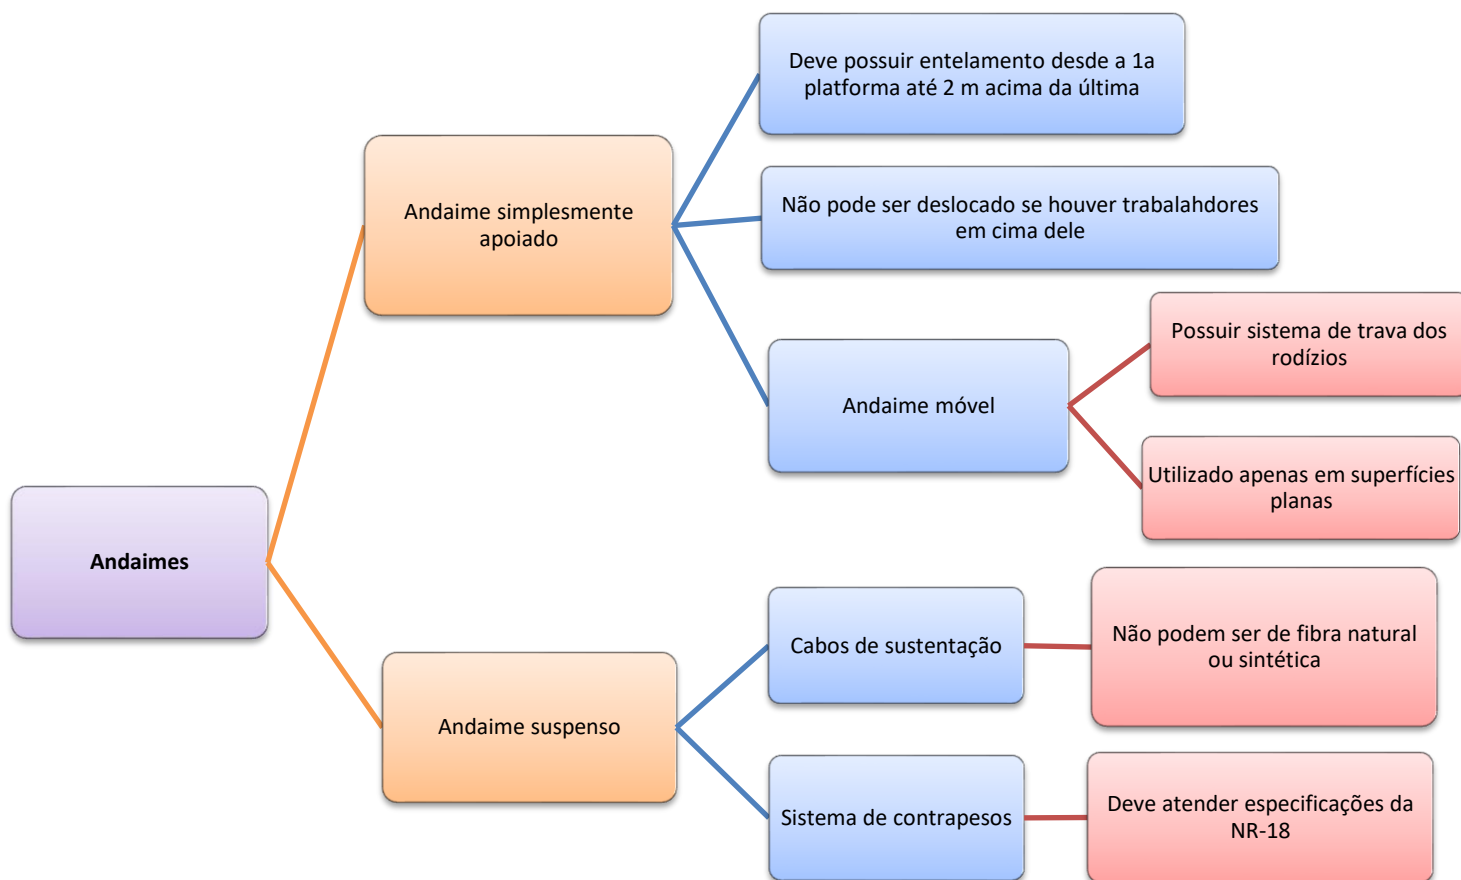 Andaimes
Andaime simplesmente
apoiado
Deve possuir entelamento desde a 1a
platforma até 2 m acima da última
Não pode ser deslocado se houver trabalahdores
em cima dele
Andaime móvel
Possuir sistema de trava dos
rodízios
Utilizado apenas em superfícies
planas
Andaime suspenso
Cabos de sustentação
Não podem ser de fibra natural
ou sintética
Sistema de contrapesos
Deve atender especificações da
NR-18